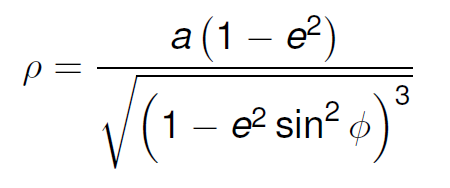 ρ = a (1 – e²) / √(1 – e² sin² ϕ)³